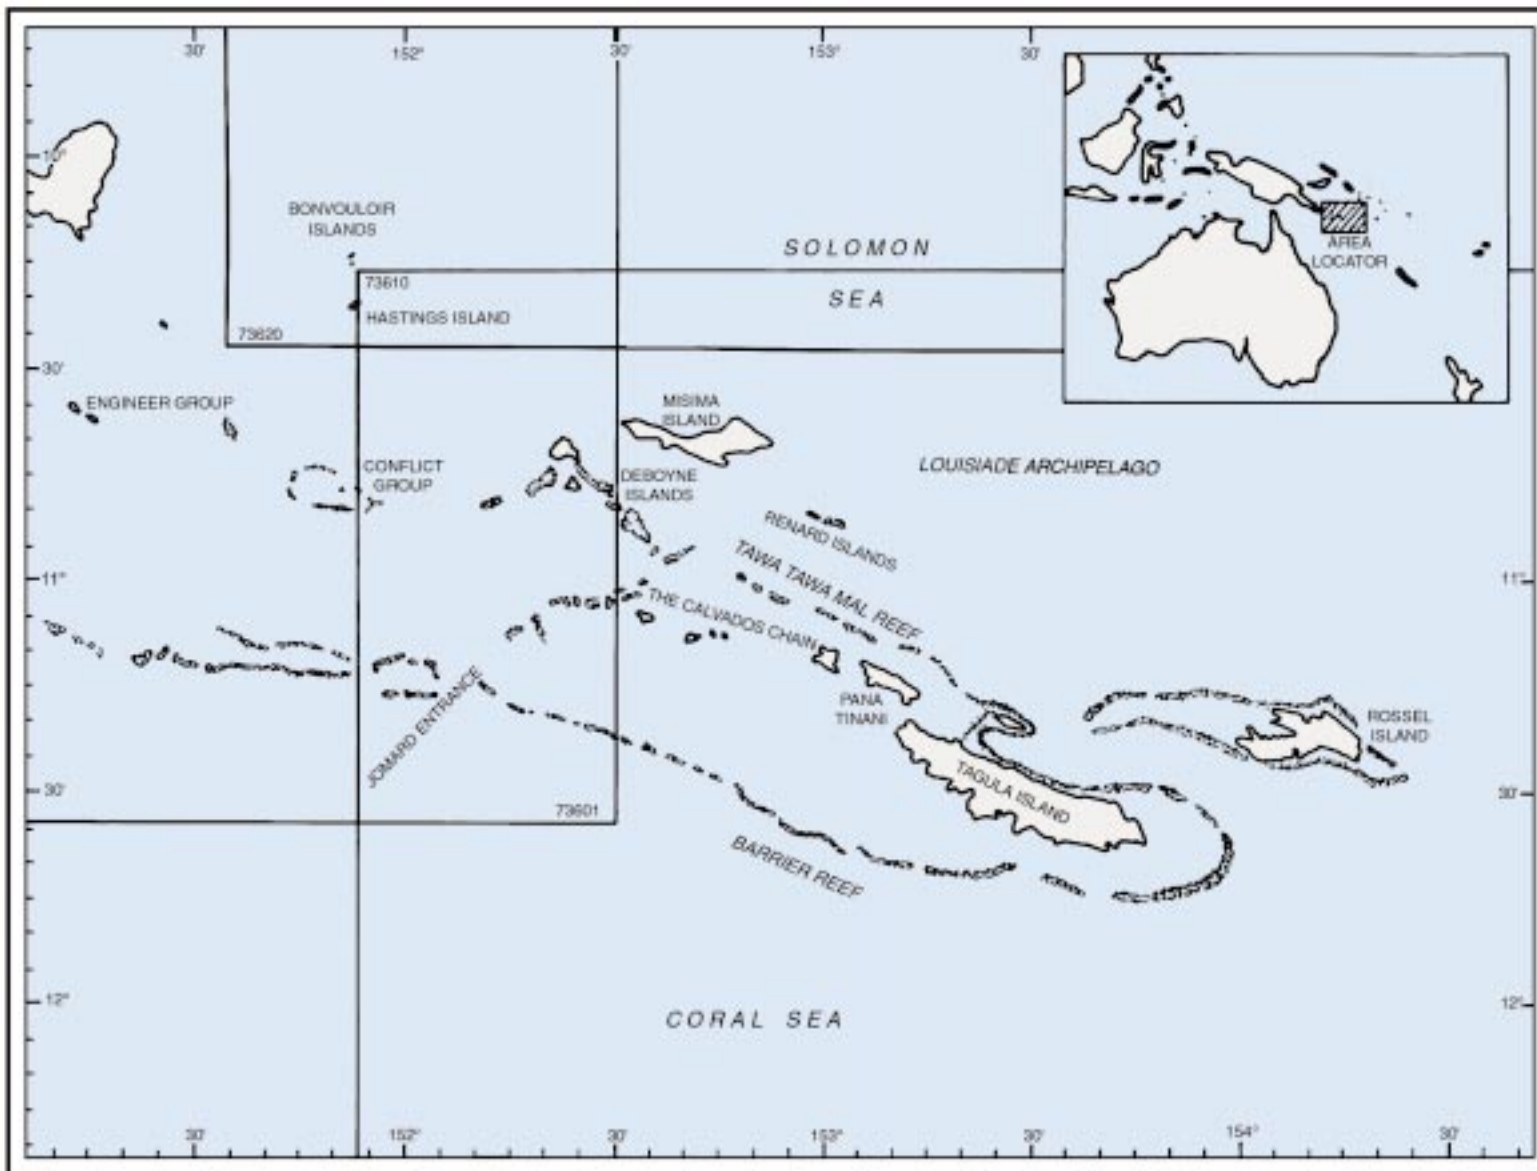 30'
152°
30'
153°
30'
10°
BONVOULOIR
ISLANDS
SOLOMON
SEA
AREA
LOCATOR
73610
HASTINGS ISLAND
73620
30'
ENGINEER GROUP
MISIMA
ISLAND
CONFLICT
GROUP
DEBOYNE
ISLANDS
LOUISIADE ARCHIPELAGO
RENARD ISLANDS
TAWA TAWA MAL REEF
11°
11°
THE CALVADOS CHAIN
JOMARD ENTRANCE
PANA
TINANI
ROSSEL
ISLAND
TAGULA ISLAND
30'
30'
73601
BARRIER REEF
12°
12°
CORAL SEA
30'
152°
30'
153°
30'
154°
30'